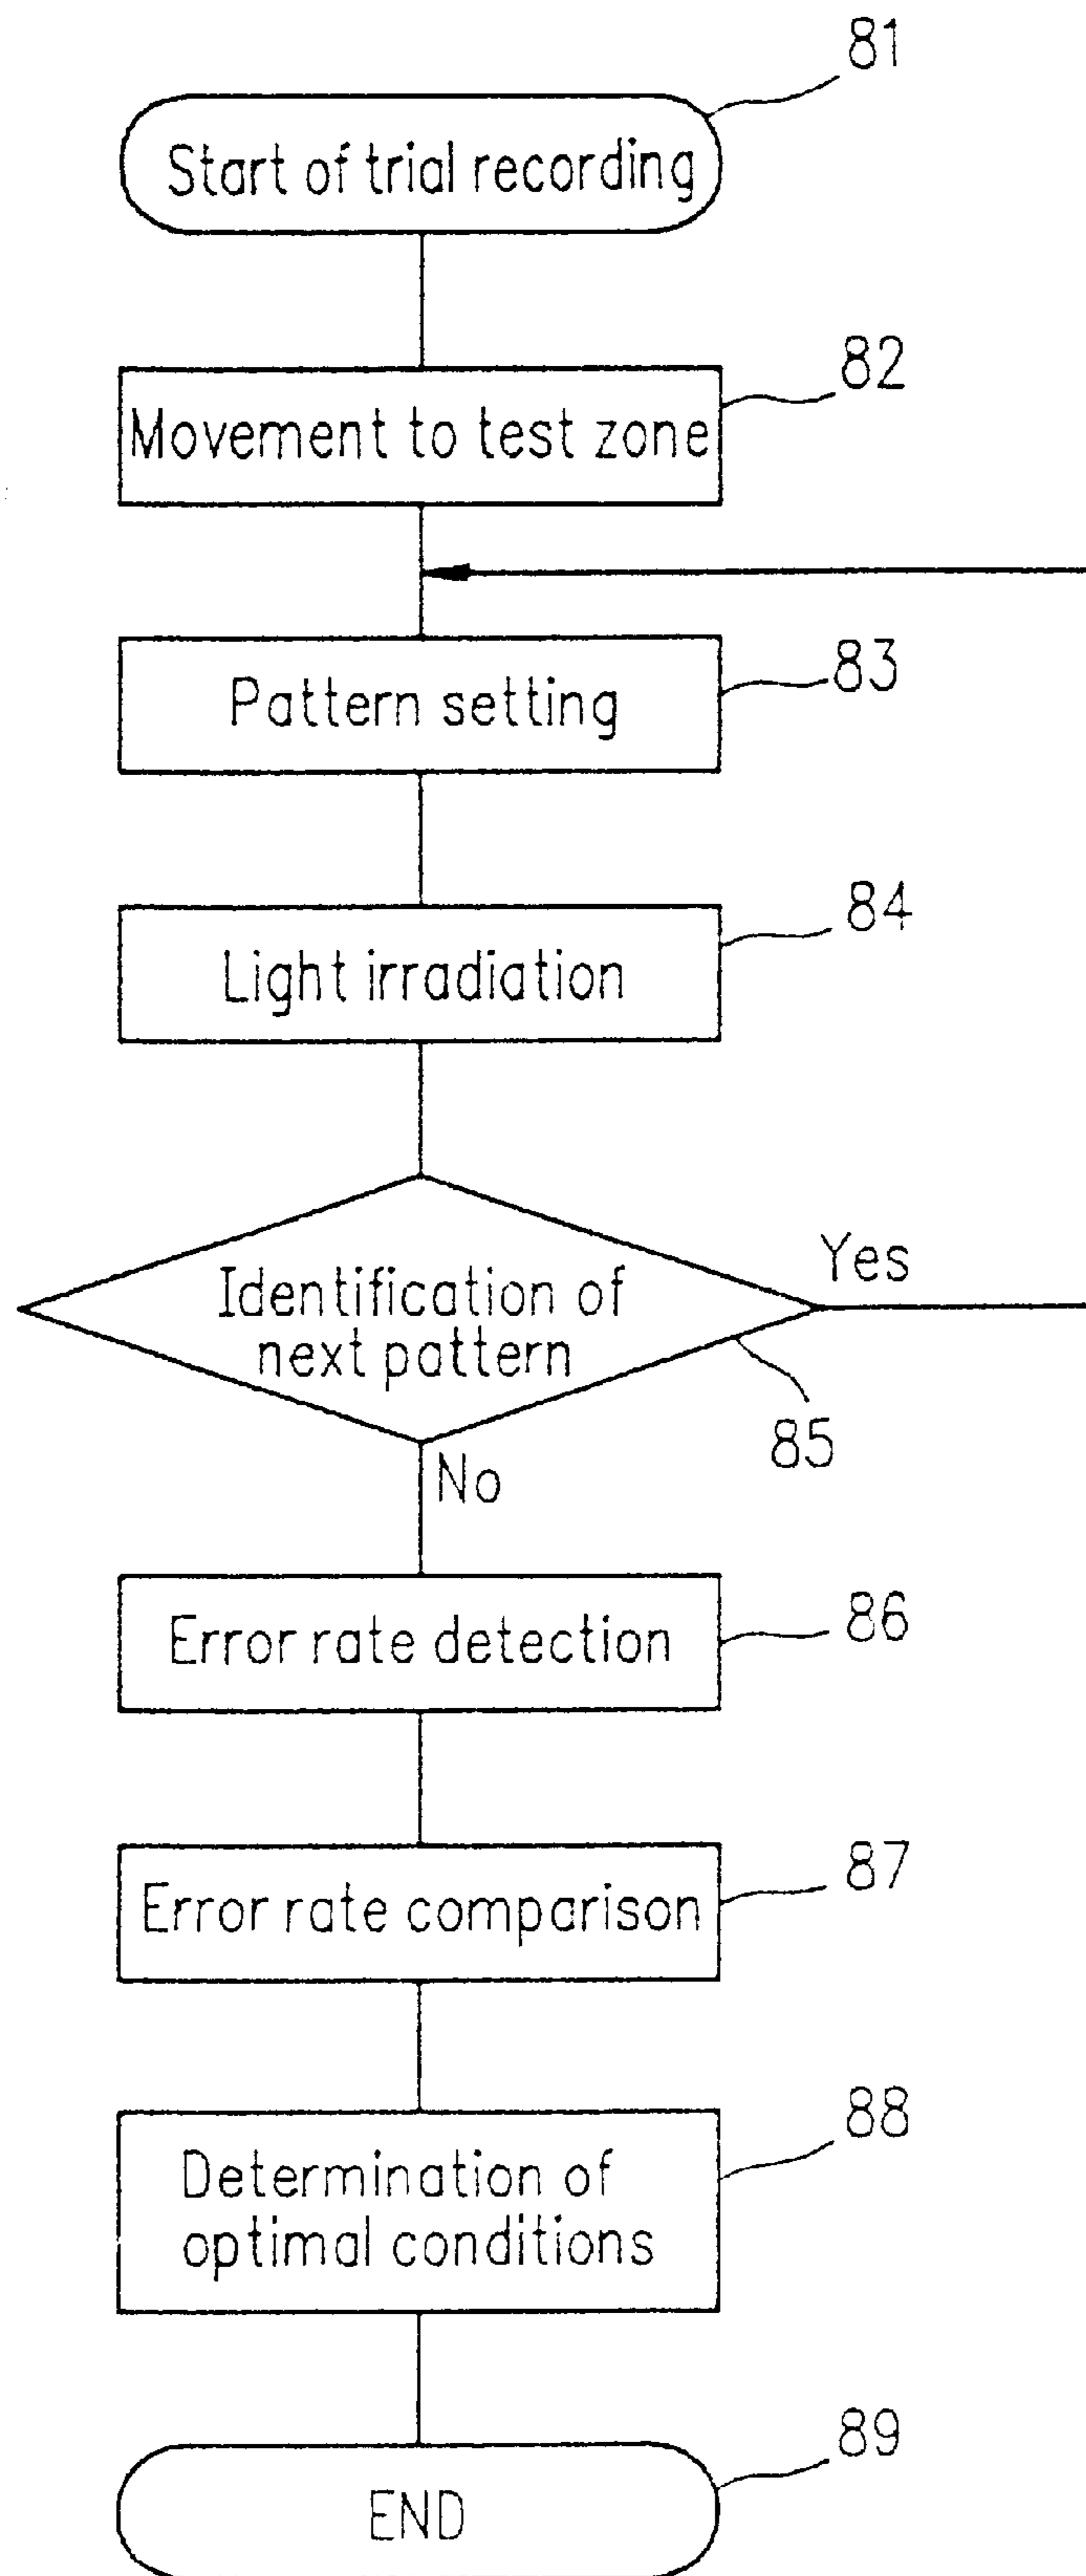 81
Start of trial recording
82
Movement to test zone
83
Pattern setting
84
Light irradiation
Yes
Identification of
next pattern
85
No
86
Error rate detection
87
Error rate comparison
88
Determination of
optimal conditions
89
END